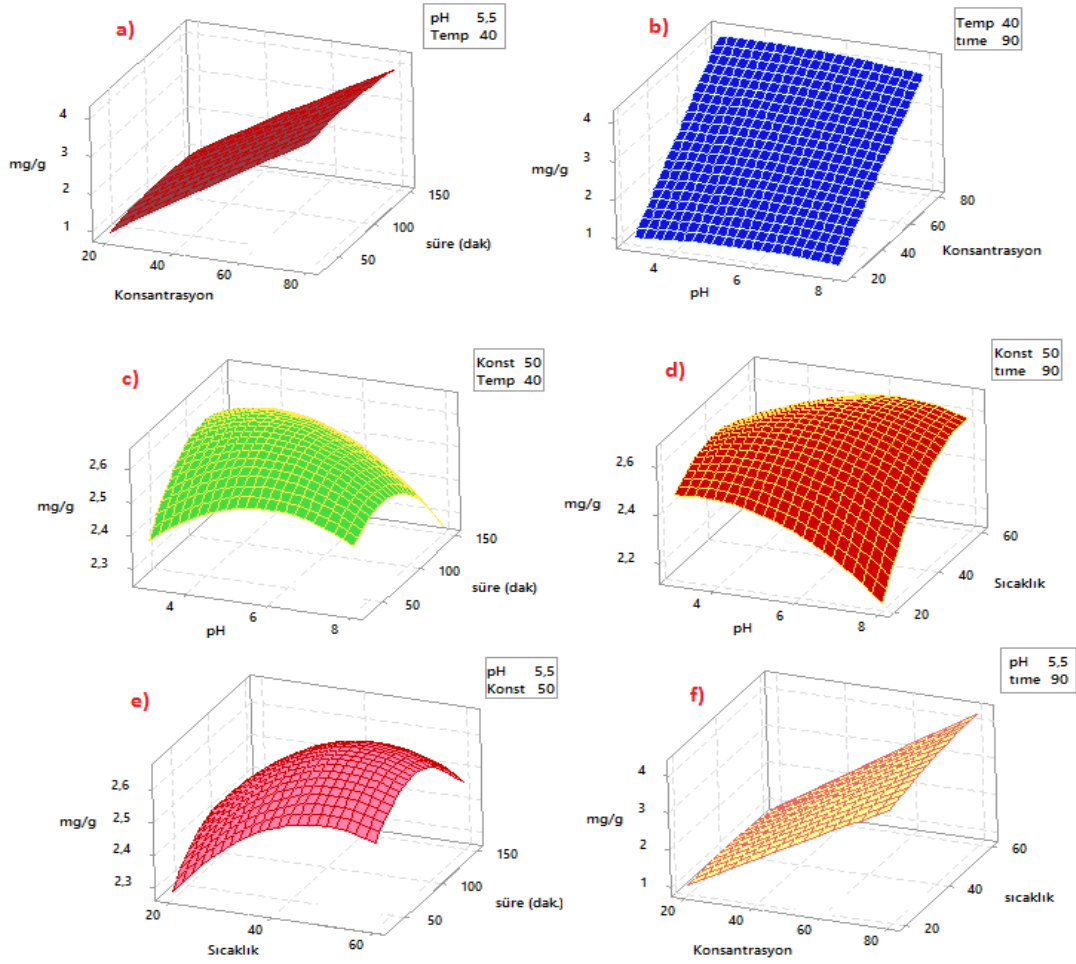 a)
pH 5,5
Temp 40
4
3
2
1
mg/g
20
40
60
80
Konsantrasyon
50
100
150
süre (dak)
b)
Temp 40
tıme 90
4
3
2
1
mg/g
4
6
8
pH
20
40
60
80
Konsantrasyon
c)
Konst 50
Temp 40
2,6
2,5
2,4
2,3
mg/g
4
6
8
pH
50
100
150
süre (dak)
d)
Konst 50
tıme 90
2,6
2,4
2,2
mg/g
4
6
8
pH
20
40
60
Sıcaklık
e)
pH 5,5
Konst 50
2,6
2,5
2,4
2,3
mg/g
20
40
60
Sıcaklık
50
100
150
süre (dak.)
f)
pH 5,5
tıme 90
4
3
2
1
mg/g
20
40
60
80
Konsantrasyon
20
40
60
sıcaklık